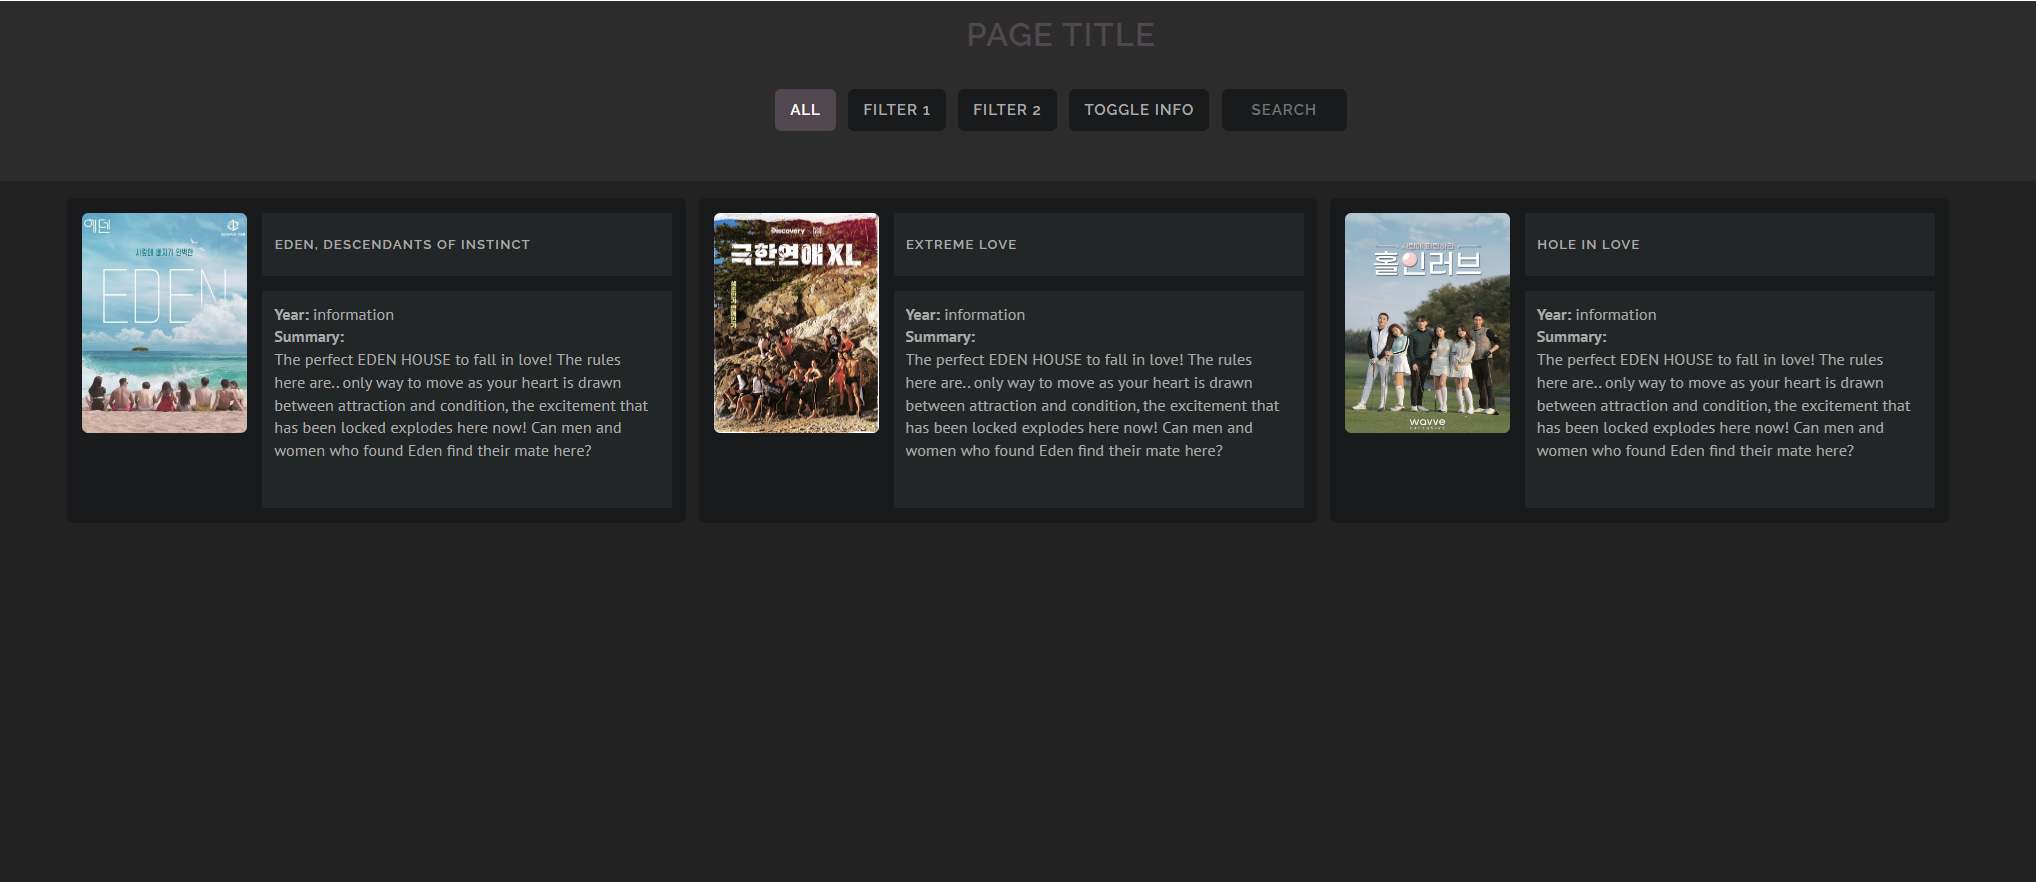 PAGE TITLE
ALL
FILTER 1
FILTER 2
TOGGLE INFO
SEARCH
에덴
사랑에 빠지기 완벽한
EDEN
EDEN, DESCENDANTS OF INSTINCT
Year: information
Summary:
The perfect EDEN HOUSE to fall in love! The rules
here are.. only way to move as your heart is drawn
between attraction and condition, the excitement that
has been locked explodes here now! Can men and
women who found Eden find their mate here?
Discovery
극한연애 XL
EXTREME LOVE
Year: information
Summary:
The perfect EDEN HOUSE to fall in love! The rules
here are.. only way to move as your heart is drawn
between attraction and condition, the excitement that
has been locked explodes here now! Can men and
women who found Eden find their mate here?
홀인러브
wavve
HOLE IN LOVE
Year: information
Summary:
The perfect EDEN HOUSE to fall in love! The rules
here are.. only way to move as your heart is drawn
between attraction and condition, the excitement that
has been locked explodes here now! Can men and
women who found Eden find their mate here?